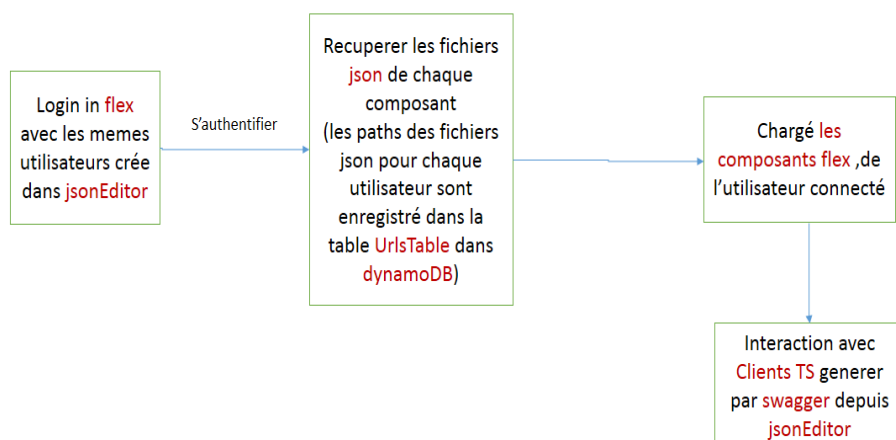 Login in flex
avec les memes
utilisateurs crée
dans jsonEditor
S'authentifier
Recuperer les fichiers
json de chaque
composant
(les paths des fichiers
json pour chaque
utilisateur sont
enregistré dans la
table UrlsTable dans
dynamoDB)
Chargé les
composants flex ,de
l'utilisateur connecté
Interaction avec
Clients TS generer
par swagger depuis
jsonEditor